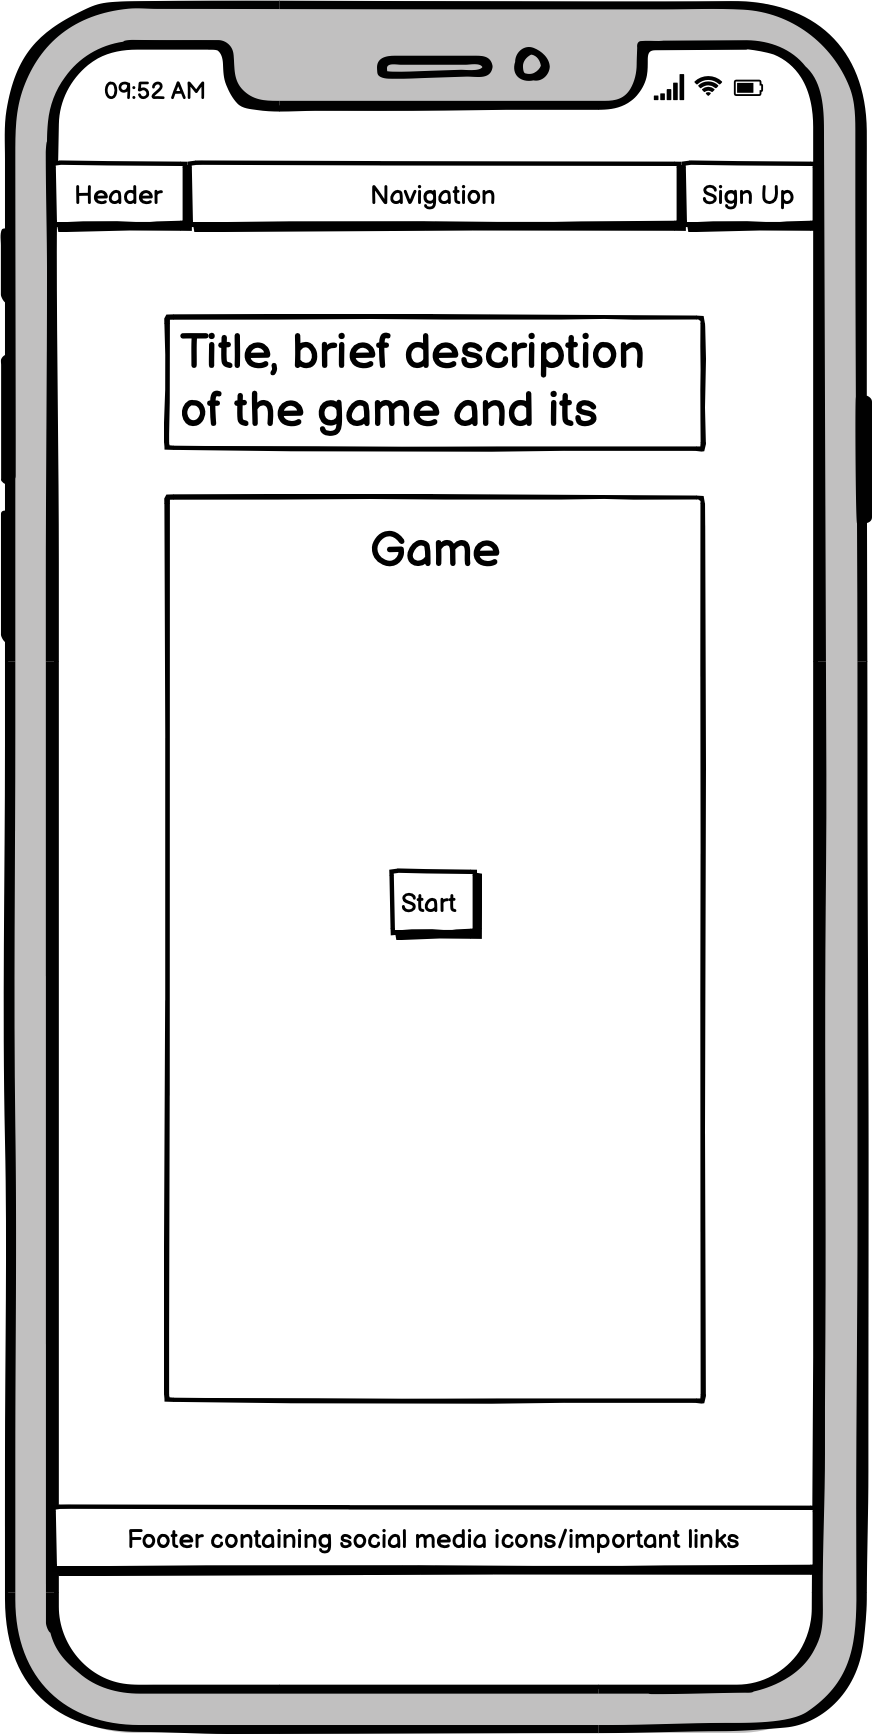 09:52 AM
Header
Navigation
Sign Up
Title, brief description
of the game and its
Game
Start
Footer containing social media icons/important links